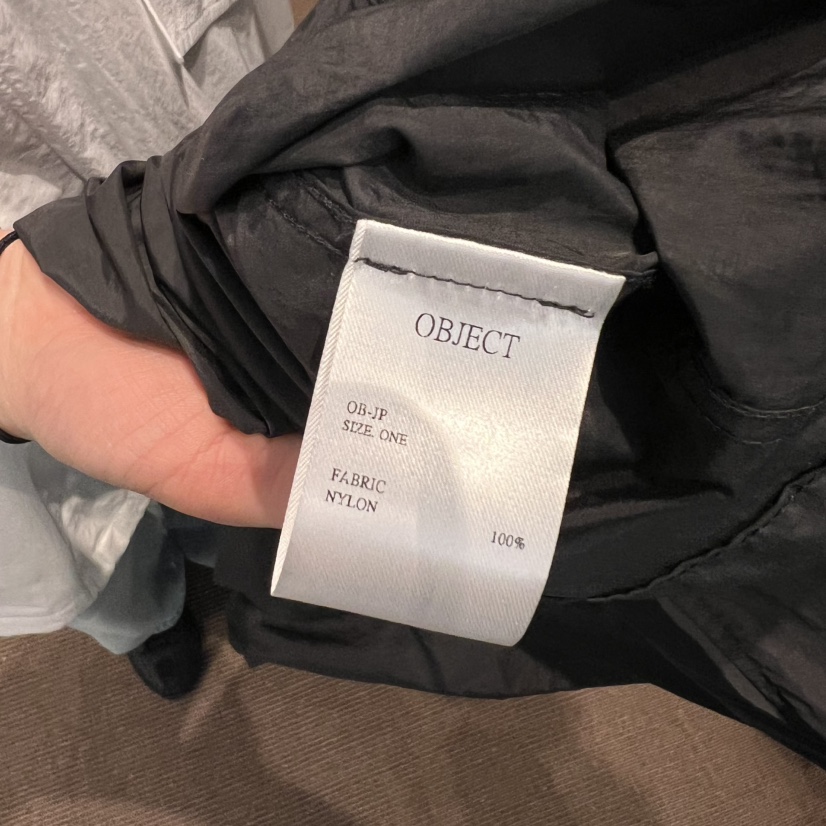 OBJECT
OB-JP
SIZE. ONE
FABRIC
NYLON
100%